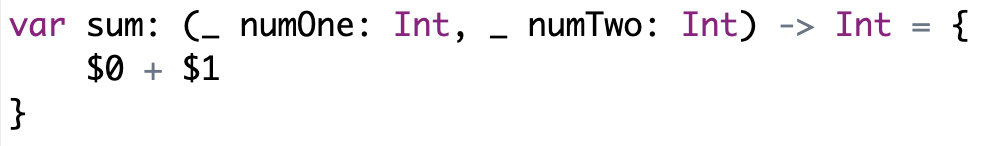 var sum: (_ numOne: Int, _ numTwo: Int) -> Int = {
    $0 + $1
}